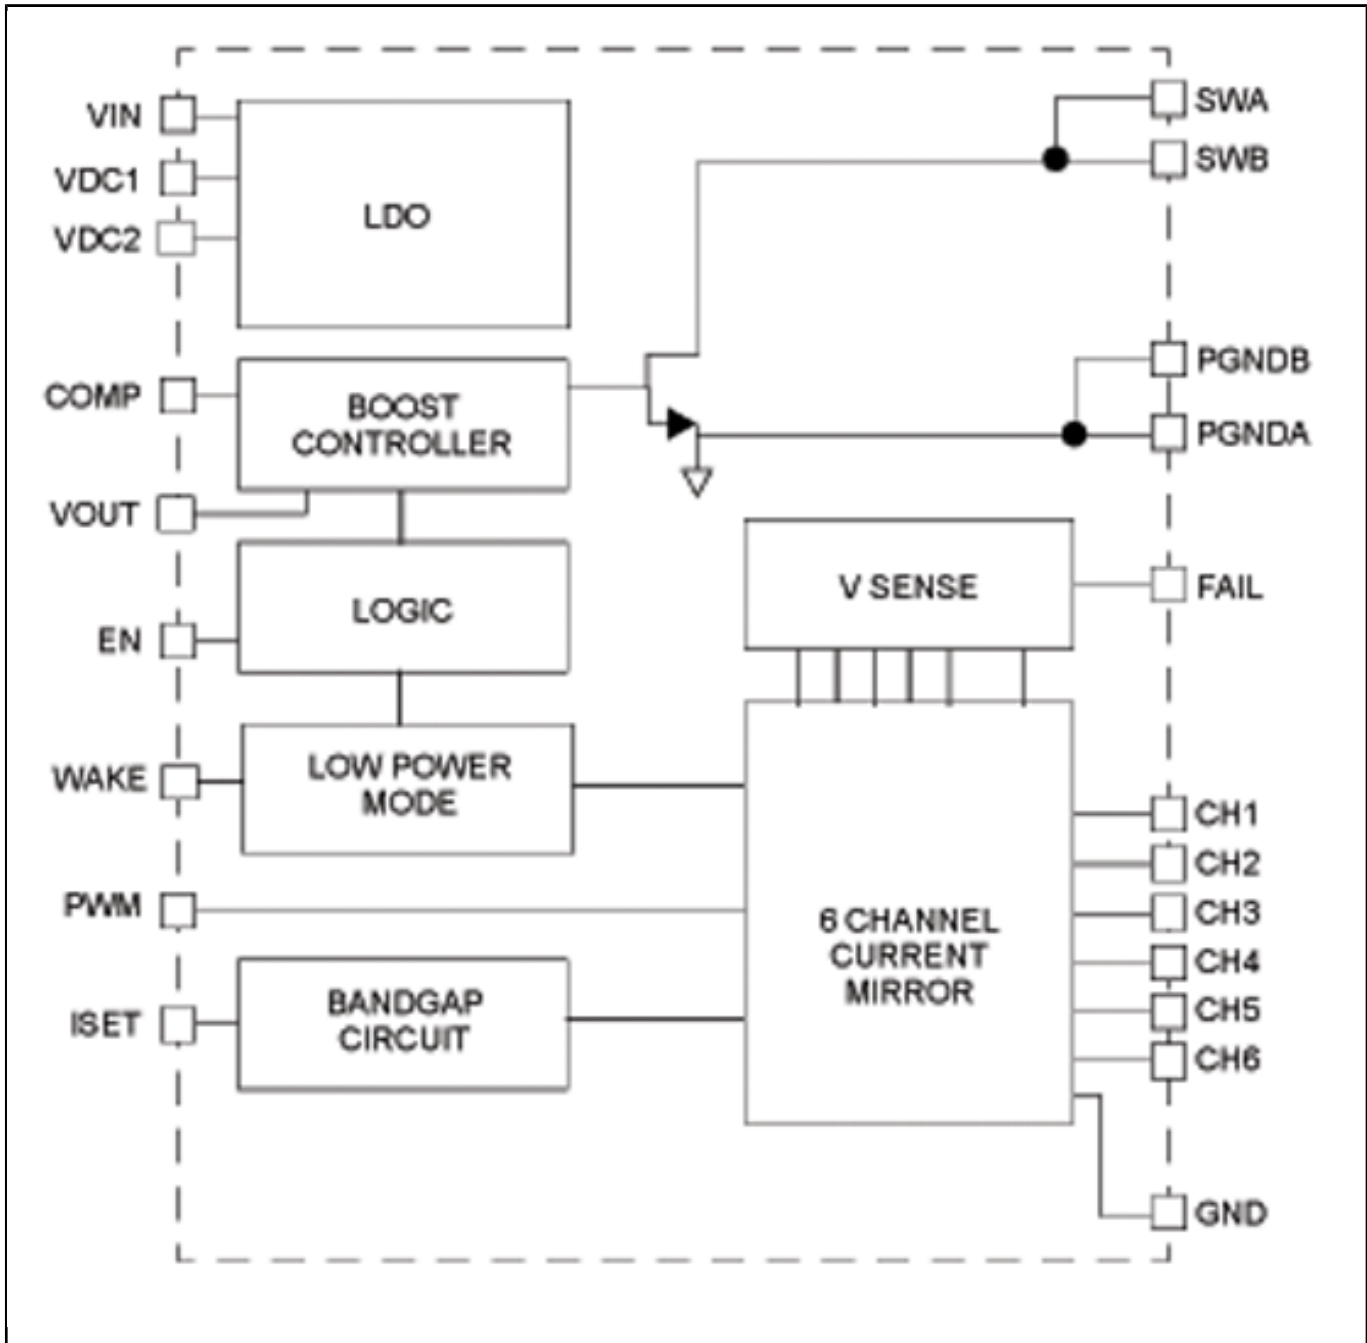 VIN
VDC1
VDC2
LDO
SWA
SWB
COMP
BOOST
CONTROLLER
PGNDB
PGNDA
VOUT
LOGIC
EN
V SENSE
FAIL
WAKE
LOW POWER
MODE
PWM
6 CHANNEL
CURRENT
MIRROR
CH1
CH2
CH3
CH4
CH5
CH6
ISET
BANDGAP
CIRCUIT
GND